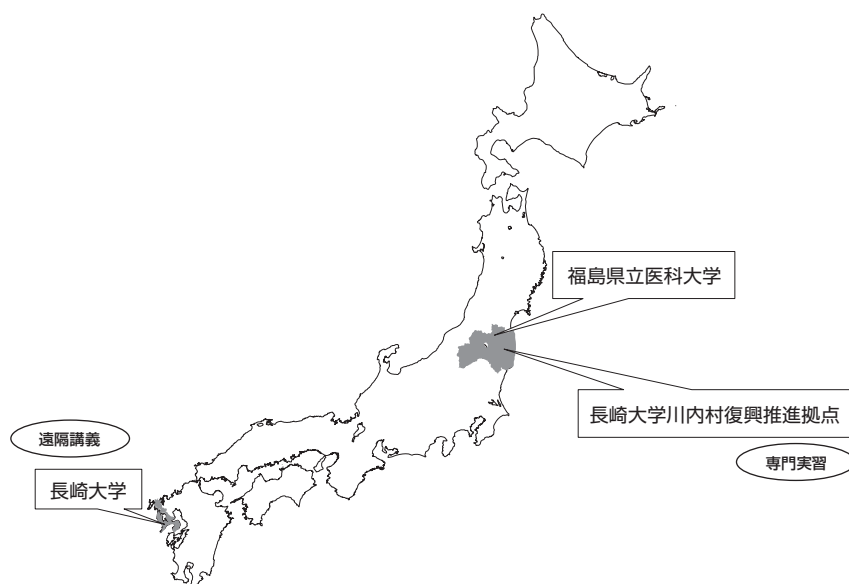 福島県立医科大学
長崎大学川内村復興推進拠点
専門実習
遠隔講義
長崎大学